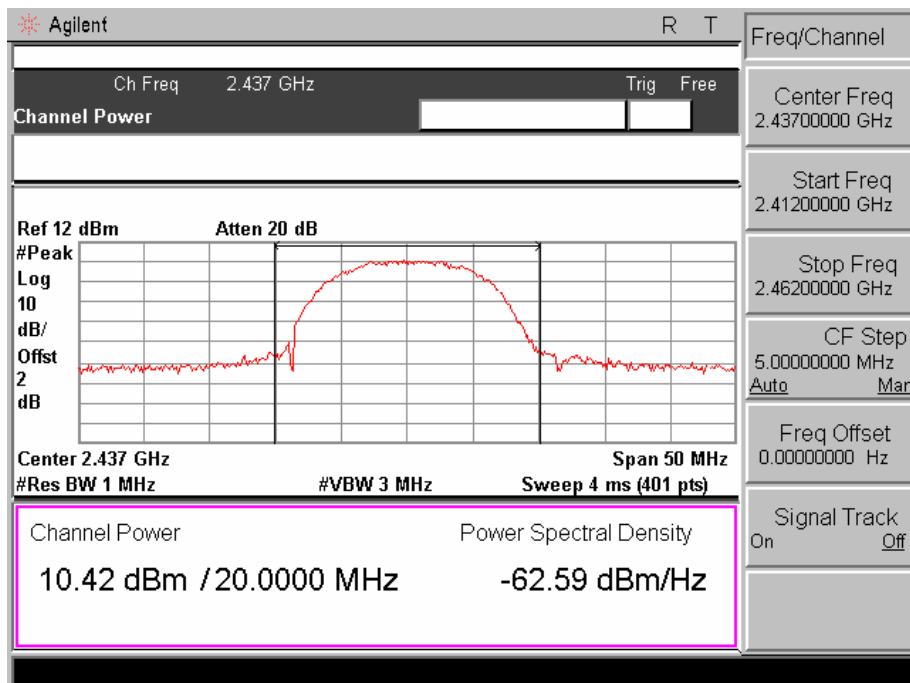 Agilent R T
Ch Freq 2.437 GHz Trig Free
Channel Power
Ref 12 dBm Atten 20 dB
#Peak
Log
10
dB/
Offst
2
dB
Center 2.437 GHz Span 50 MHz
#Res BW 1 MHz #VBW 3 MHz Sweep 4 ms (401 pts)
Channel Power Power Spectral Density
10.42 dBm / 20.0000 MHz -62.59 dBm/Hz
Freq/Channel
Center Freq
2.43700000 GHz
Start Freq
2.41200000 GHz
Stop Freq
2.46200000 GHz
CF Step
5.00000000 MHz
Auto Man
Freq Offset
0.00000000 Hz
Signal Track
On Off